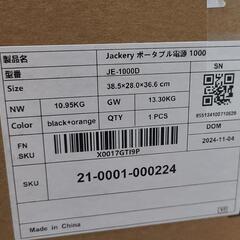 製品名 Jackery ポータブル電源 1000
型番 JE-1000D SN
Size 38.5×28.0×36.6 cm
NW 10.95KG GW 13.30KG
Color black+orange QTY 1 PCS
DOM
FN.SKU X0017GTI9P 2024-11-04
SKU 21-0001-000224
Made in China